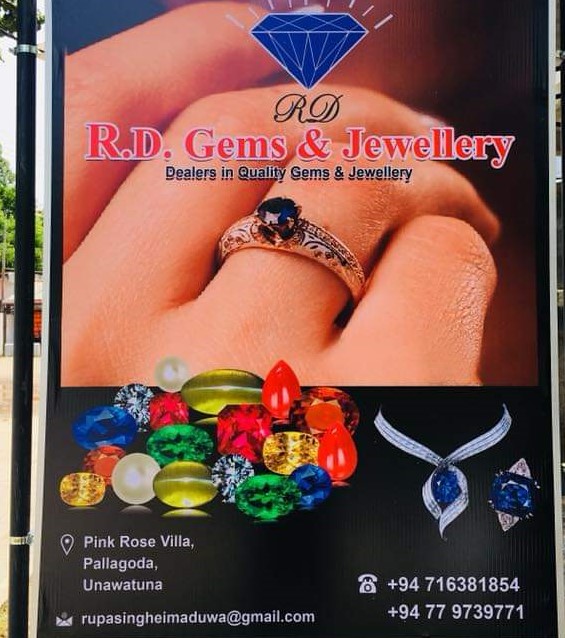 RD
R.D. Gems & Jewellery
Dealers in Quality Gems & Jewellery
Pink Rose Villa,
Pallagoda,
Unawatuna
rupasingheimaduwa@gmail.com
+94 716381854
+94 77 9739771